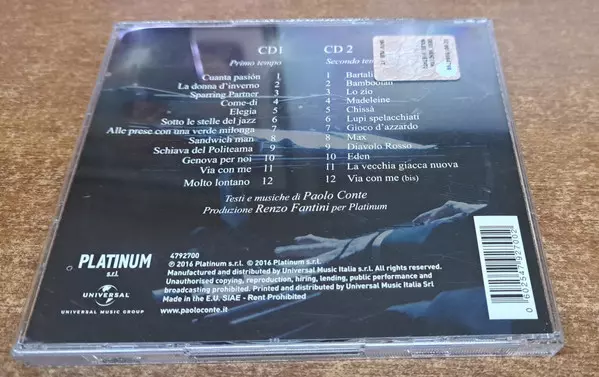 CD1
Primo tempo
Cuanta pasión 1
La donna d'inverno 2
Sparring Partner 3
Come-di 4
Elegia 5
Sotto le stelle del jazz 6
Alle prese con una verde milonga 7
Sandwich man 8
Schiava del Politeama 9
Genova per noi 10
Via con me 11
Molto lontano 12
CD 2
Secondo
1 Bartali
2 Bamboolah
3 Lo zio
4 Madeleine
5 Chissà
6 Lupi spelacchiati
7 Gioco d'azzardo
8 Max
9 Diavolo Rosso
10 Eden
11 La vecchia giacca nuova
12 Via con me (bis)
Testi e musiche di Paolo Conte
Produzione Renzo Fantini per Platinum
PLATINUM
s.r.l.
UNIVERSAL
UNIVERSAL MUSIC GROUP
4792700
℗ 2016 Platinum s.r.l. © 2016 Platinum s.r.l.
Manufactured and distributed by Universal Music Italia s.r.l. All rights reserved.
Unauthorised copying, reproduction, hiring, lending, public performance and
broadcasting prohibited. Printed and distributed by Universal Music Italia Srl
Made in the E.U. SIAE - Rent Prohibited
www.paoloconte.it
0 602547 927002